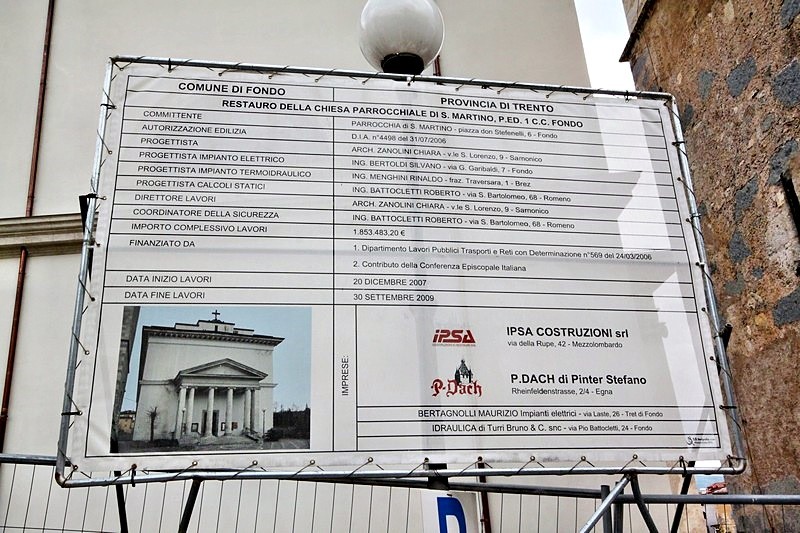 COMUNE DI FONDO PROVINCIA DI TRENTO
RESTAURO DELLA CHIESA PARROCCHIALE DI S. MARTINO, P.ED. 1 C.C. FONDO
COMMITTENTE PARROCCHIA di S. MARTINO - piazza don Stefenelli, 6 - Fondo
AUTORIZZAZIONE EDILIZIA D.I.A. n°4498 del 31/07/2006
PROGETTISTA ARCH. ZANOLINI CHIARA - v.le S. Lorenzo, 9 - Sarnonico
PROGETTISTA IMPIANTO ELETTRICO ING. BERTOLDI SILVANO - via G. Garibaldi, 7 - Fondo
PROGETTISTA IMPIANTO TERMOIDRAULICO ING. MENGHINI RINALDO - fraz. Traversara, 1 - Brez
PROGETTISTA CALCOLI STATICI ING. BATTOCLETTI ROBERTO - via S. Bartolomeo, 68 - Romeno
DIRETTORE LAVORI ARCH. ZANOLINI CHIARA - v.le S. Lorenzo, 9 - Sarnonico
COORDINATORE DELLA SICUREZZA ING. BATTOCLETTI ROBERTO - via S. Bartolomeo, 68 - Romeno
IMPORTO COMPLESSIVO LAVORI 1.853.483,20 €
FINANZIATO DA 1. Dipartimento Lavori Pubblici Trasporti e Reti con Determinazione n°569 del 24/03/2006
2. Contributo della Conferenza Episcopale Italiana
DATA INIZIO LAVORI 20 DICEMBRE 2007
DATA FINE LAVORI 30 SETTEMBRE 2009
IMPRESE:
IPSA IPSA COSTRUZIONI srl
via della Rupe, 42 - Mezzolombardo
P.Dach P.DACH di Pinter Stefano
Rheinfeldenstrasse, 2/4 - Egna
BERTAGNOLLI MAURIZIO Impianti elettrici - via Laste, 26 - Tret di Fondo
IDRAULICA di Turri Bruno & C. snc - via Pio Battocletti, 24 - Fondo